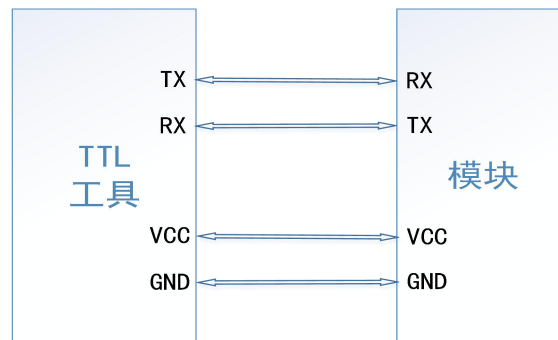 TX
RX
RX
TX
TTL
工具
模块
VCC
VCC
GND
GND